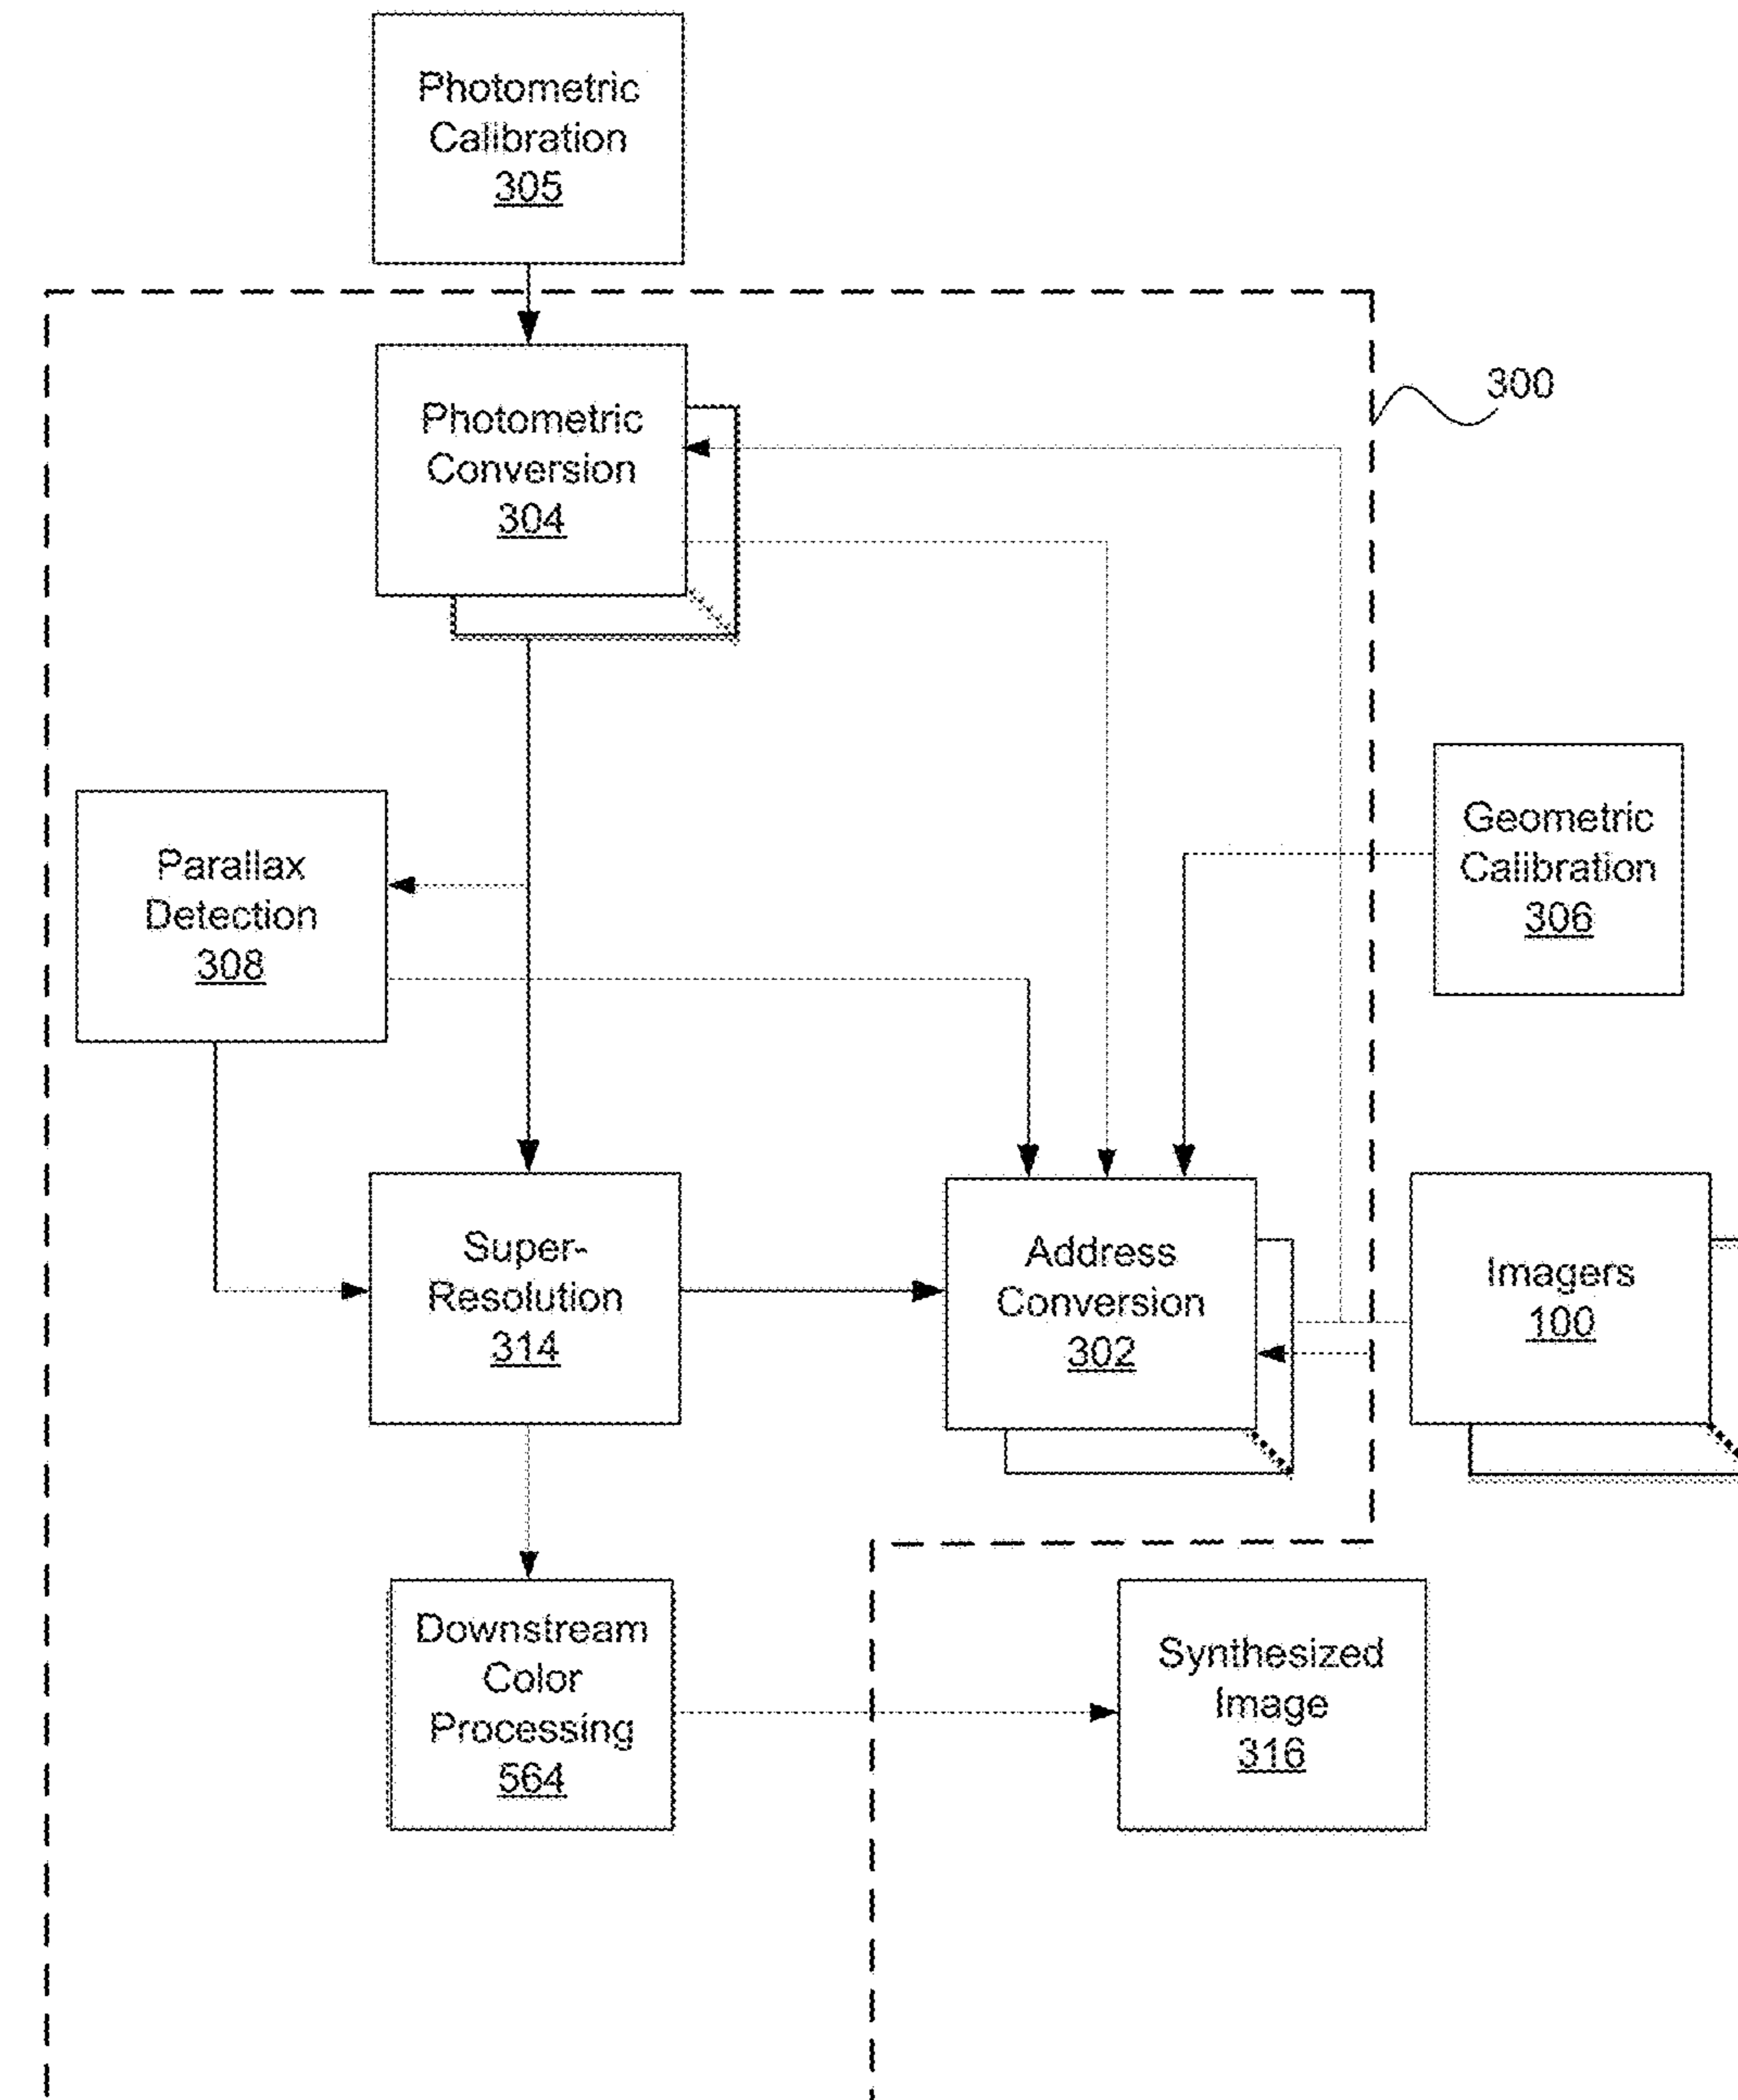 Photometric
Calibration
305
Photometric
Conversion
304
300
Parallax
Detection
308
Geometric
Calibration
306
Super-
Resolution
314
Address
Conversion
302
Imagers
100
Downstream
Color
Processing
564
Synthesized
Image
316